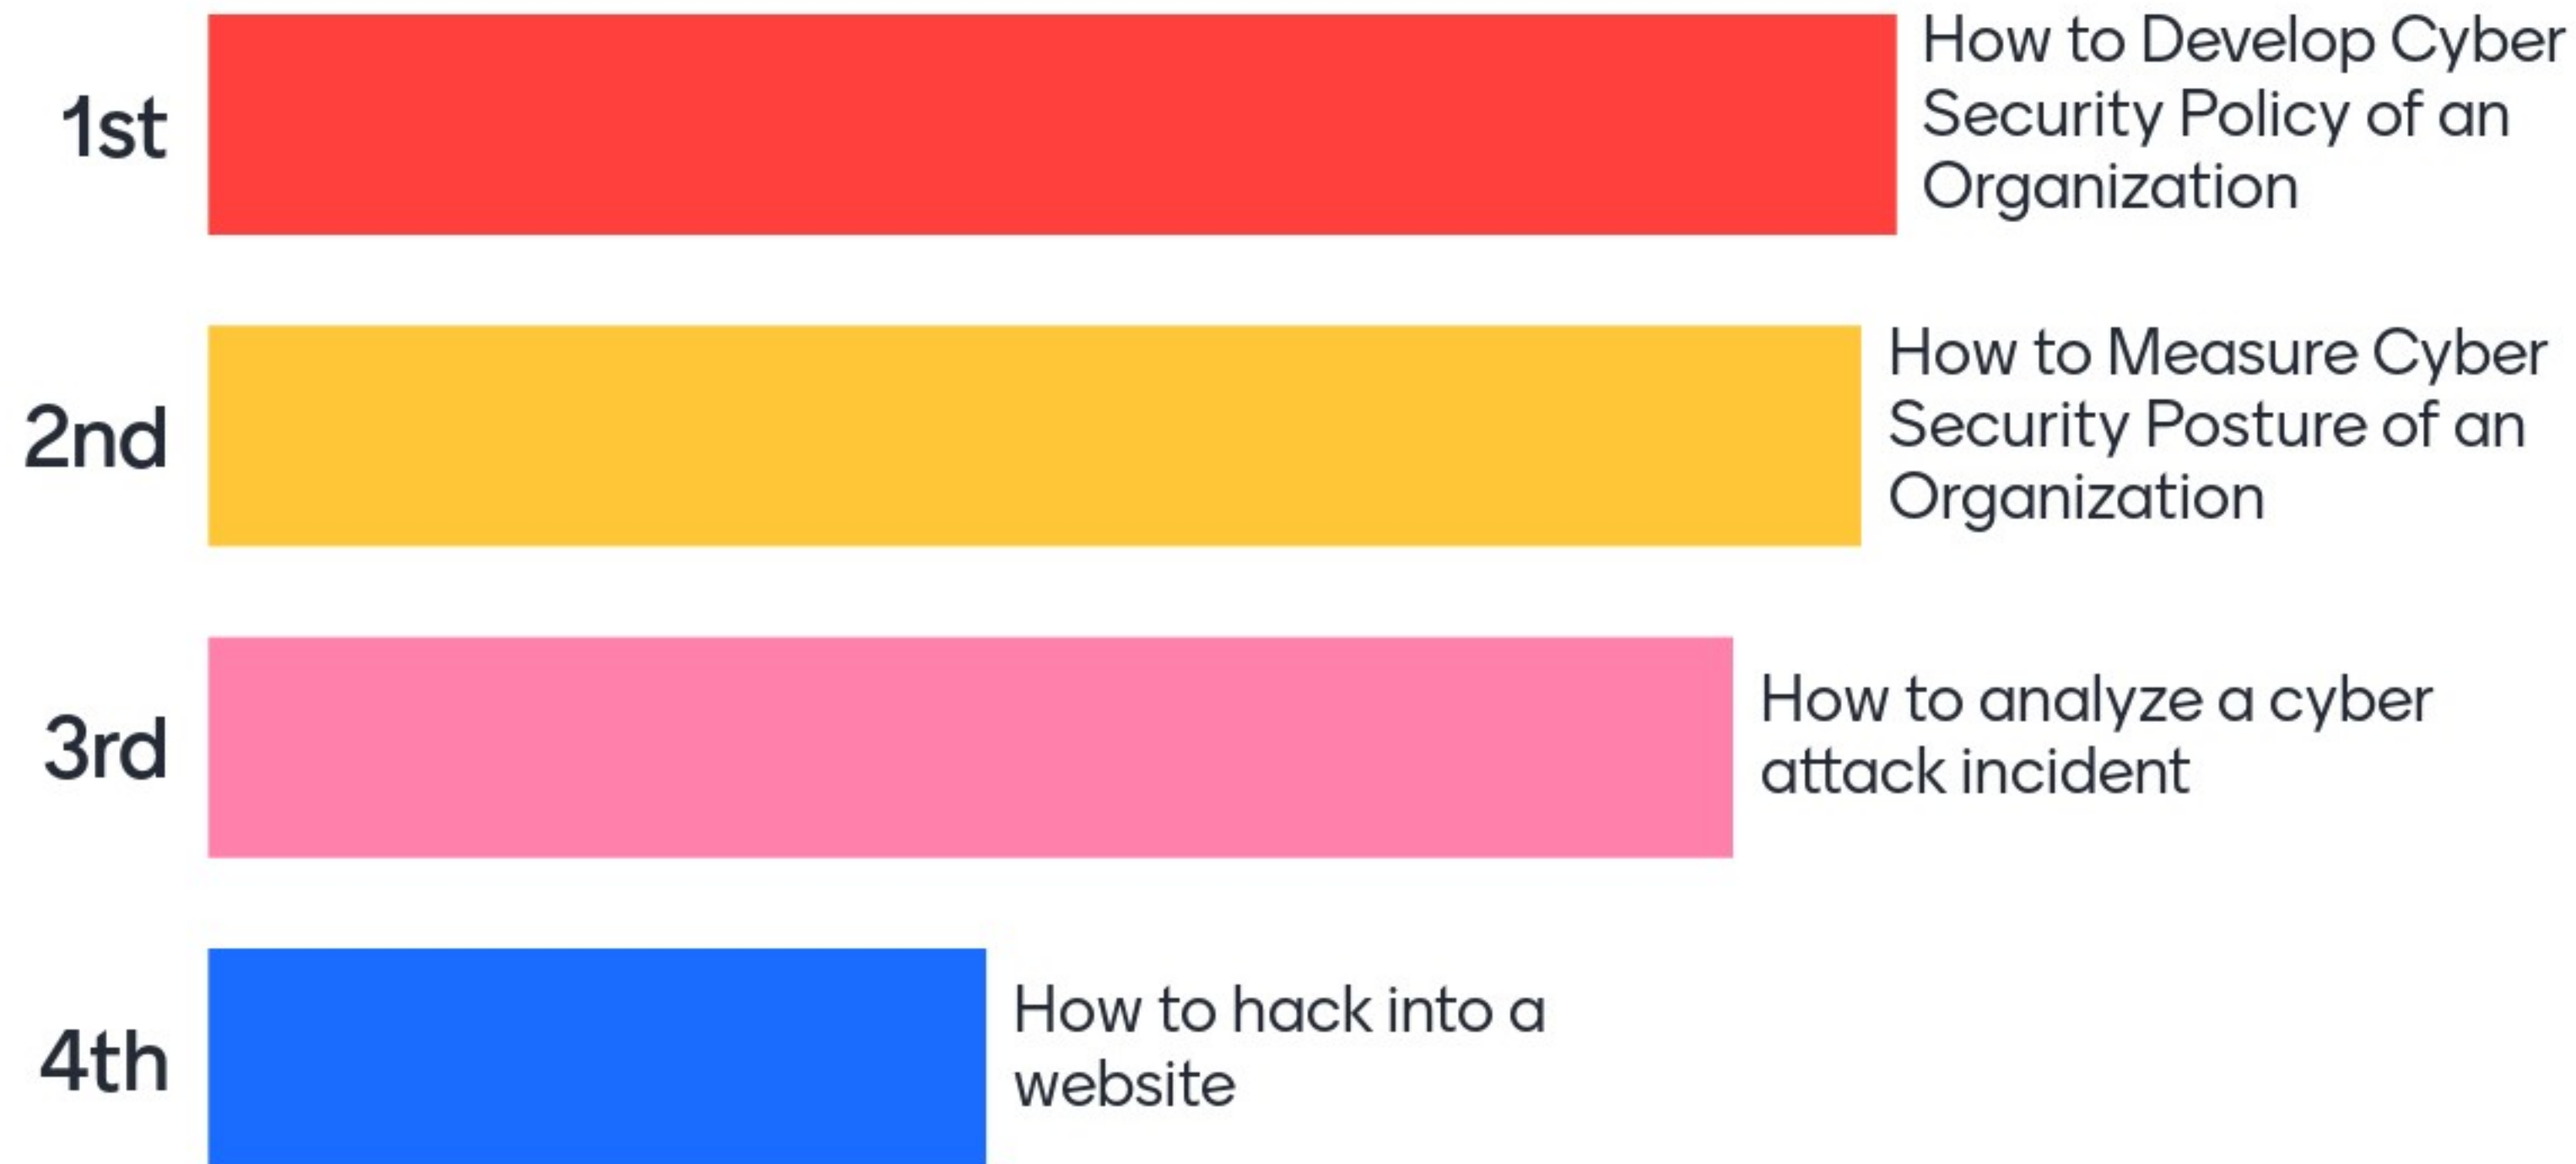 1st
How to Develop Cyber
Security Policy of an
Organization
2nd
How to Measure Cyber
Security Posture of an
Organization
3rd
How to analyze a cyber
attack incident
4th
How to hack into a
website